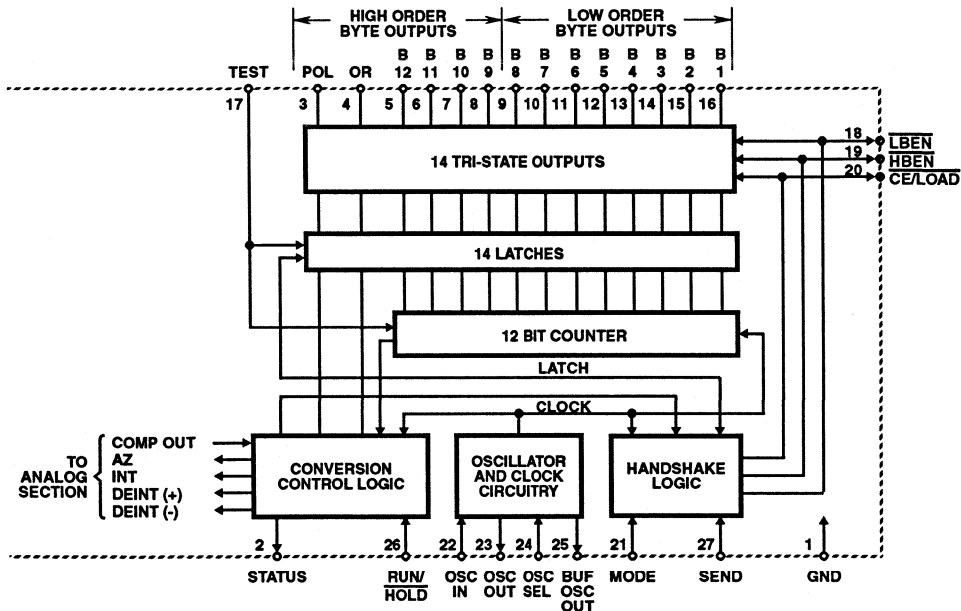 HIGH ORDER
BYTE OUTPUTS
LOW ORDER
BYTE OUTPUTS
B B B B B B B B B B B B
TEST POL OR 12 11 10 9 8 7 6 5 4 3 2 1
17 3 4 5 6 7 8 9 10 11 12 13 14 15 16
14 TRI-STATE OUTPUTS
18 LBEN
19 HBEN
20 CE/LOAD
14 LATCHES
12 BIT COUNTER
LATCH
CLOCK
TO
ANALOG
SECTION
COMP OUT
AZ
INT
DEINT (+)
DEINT (-)
CONVERSION
CONTROL LOGIC
OSCILLATOR
AND CLOCK
CIRCUITRY
HANDSHAKE
LOGIC
2 26 22 23 24 25 21 27 1
STATUS
RUN/
HOLD
OSC
IN
OSC
OUT
OSC
SEL
BUF
OSC
OUT
MODE
SEND
GND